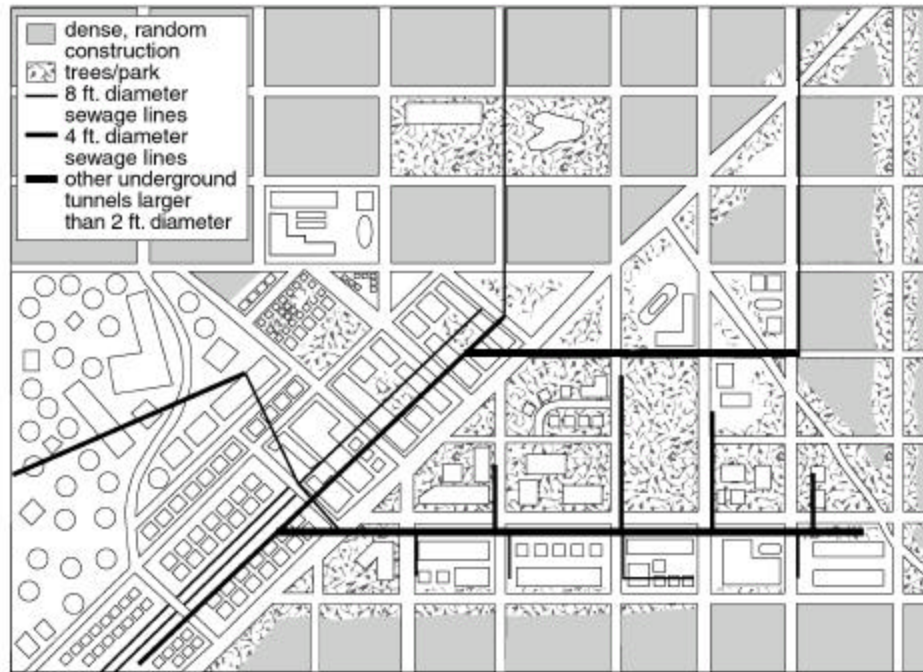 dense, random
construction
trees/park
8 ft. diameter
sewage lines
4 ft. diameter
sewage lines
other underground
tunnels larger
than 2 ft. diameter